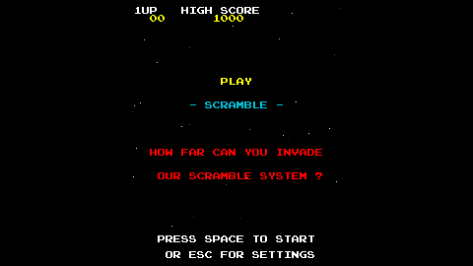 1UP HIGH SCORE
00 1000
PLAY
- SCRAMBLE -
HOW FAR CAN YOU INVADE
OUR SCRAMBLE SYSTEM ?
PRESS SPACE TO START
OR ESC FOR SETTINGS